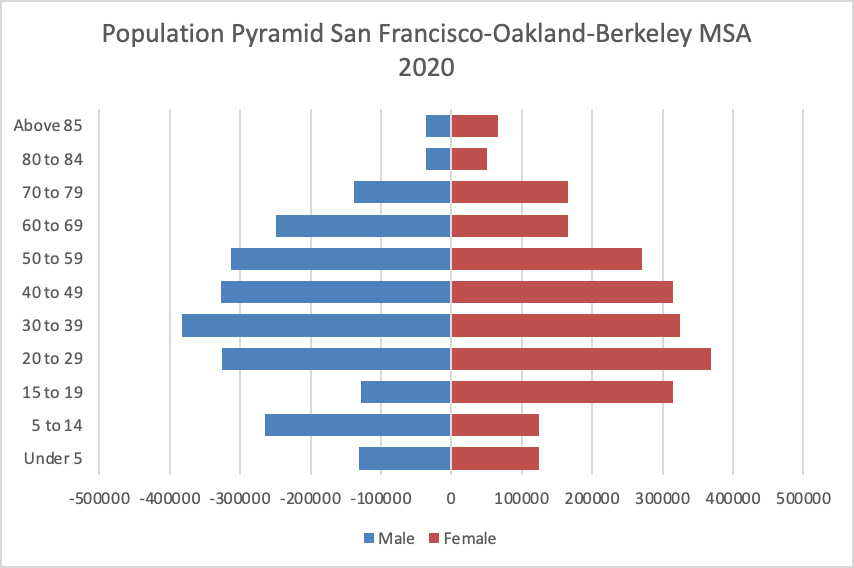 Population Pyramid San Francisco-Oakland-Berkeley MSA
2020
Above 85
80 to 84
70 to 79
60 to 69
50 to 59
40 to 49
30 to 39
20 to 29
15 to 19
5 to 14
Under 5
-500000 -400000 -300000 -200000 -100000 0 100000 200000 300000 400000 500000
Male Female